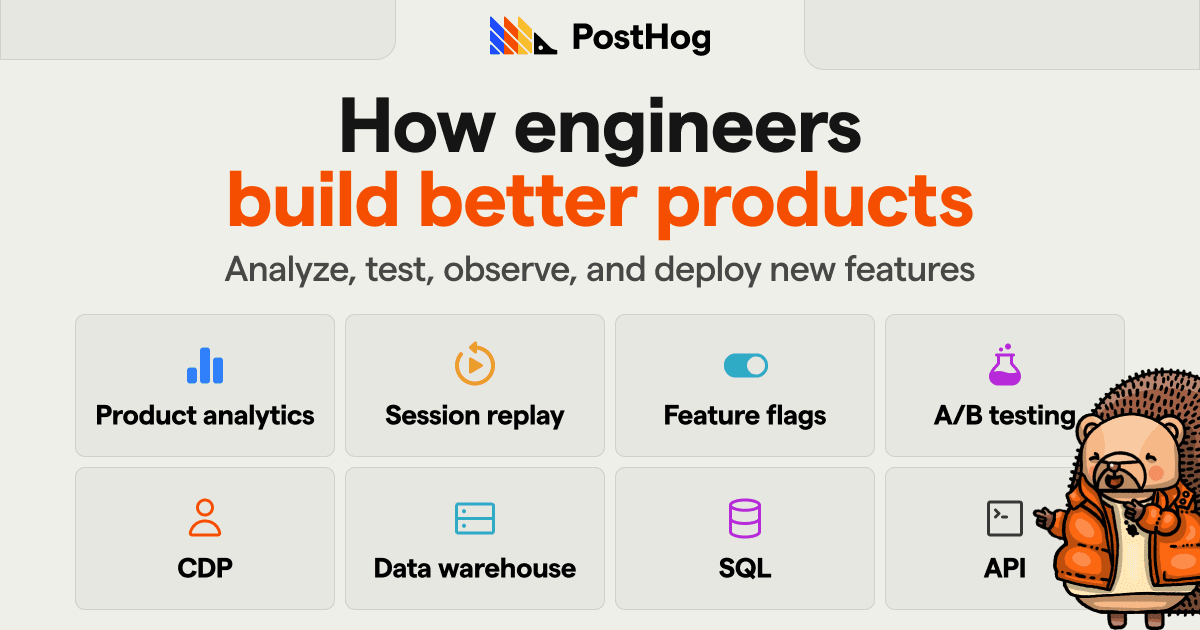 PostHog
How engineers
build better products
Analyze, test, observe, and deploy new features
Product analytics
Session replay
Feature flags
A/B testing
CDP
Data warehouse
SQL
API